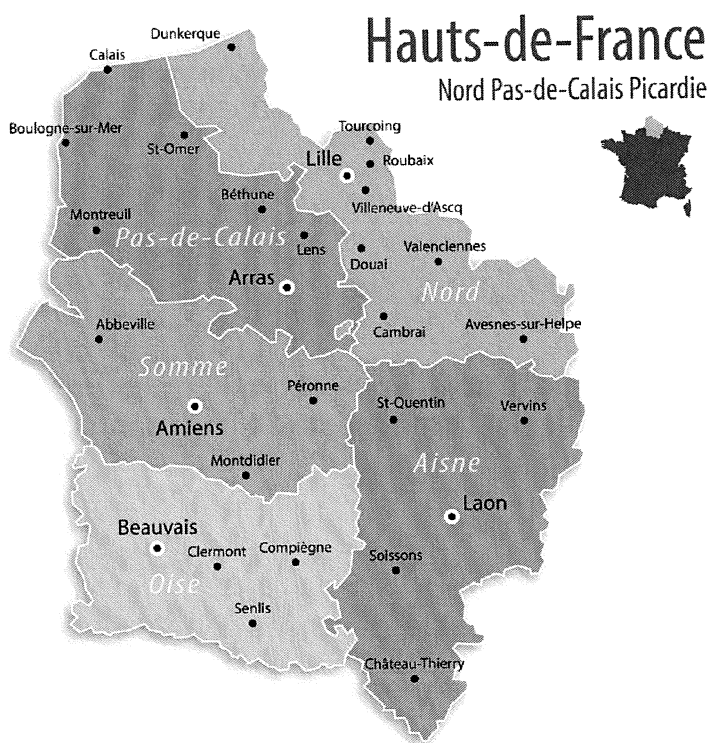 Hauts-de-France
Nord Pas-de-Calais Picardie
Dunkerque
Calais
Boulogne-sur-Mer
St-Omer
Tourcoing
Lille
Roubaix
Villeneuve-d'Ascq
Béthune
Montreuil
Pas-de-Calais
Lens
Douai
Valenciennes
Arras
Nord
Abbeville
Cambrai
Avesnes-sur-Helpe
Somme
Péronne
St-Quentin
Vervins
Amiens
Montdidier
Aisne
Laon
Beauvais
Clermont
Compiègne
Soissons
Oise
Senlis
Château-Thierry